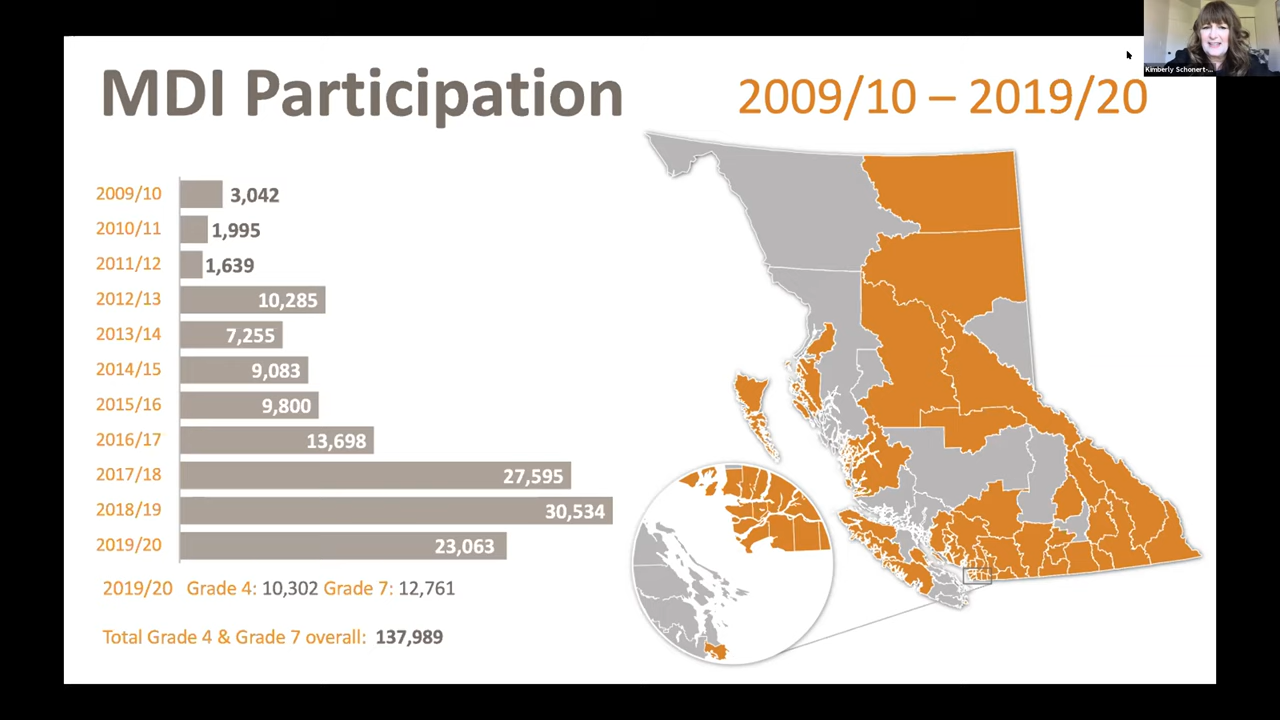 MDI Participation
2009/10 – 2019/20
Kimberly Schonert-...
2009/10 3,042
2010/11 1,995
2011/12 1,639
2012/13 10,285
2013/14 7,255
2014/15 9,083
2015/16 9,800
2016/17 13,698
2017/18 27,595
2018/19 30,534
2019/20 23,063
2019/20 Grade 4: 10,302 Grade 7: 12,761
Total Grade 4 & Grade 7 overall: 137,989